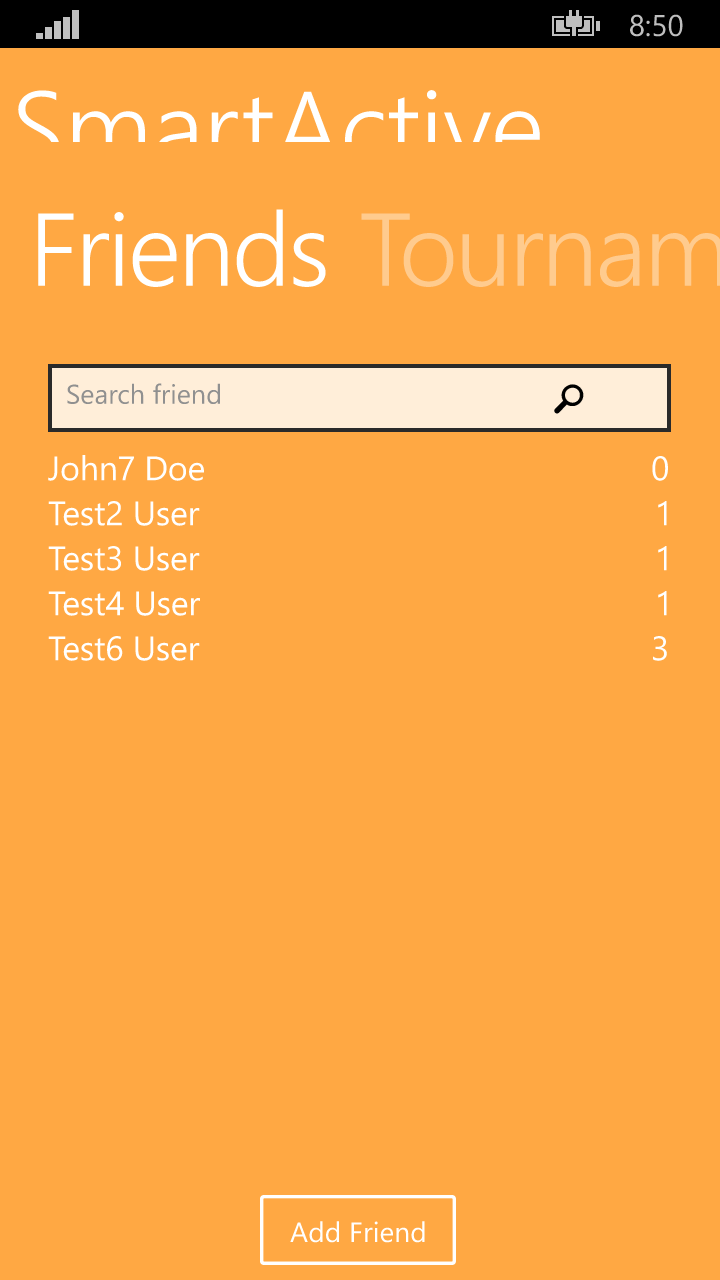 8:50
SmartActive
Friends Tournam
Search friend
John7 Doe 0
Test2 User 1
Test3 User 1
Test4 User 1
Test6 User 3
Add Friend